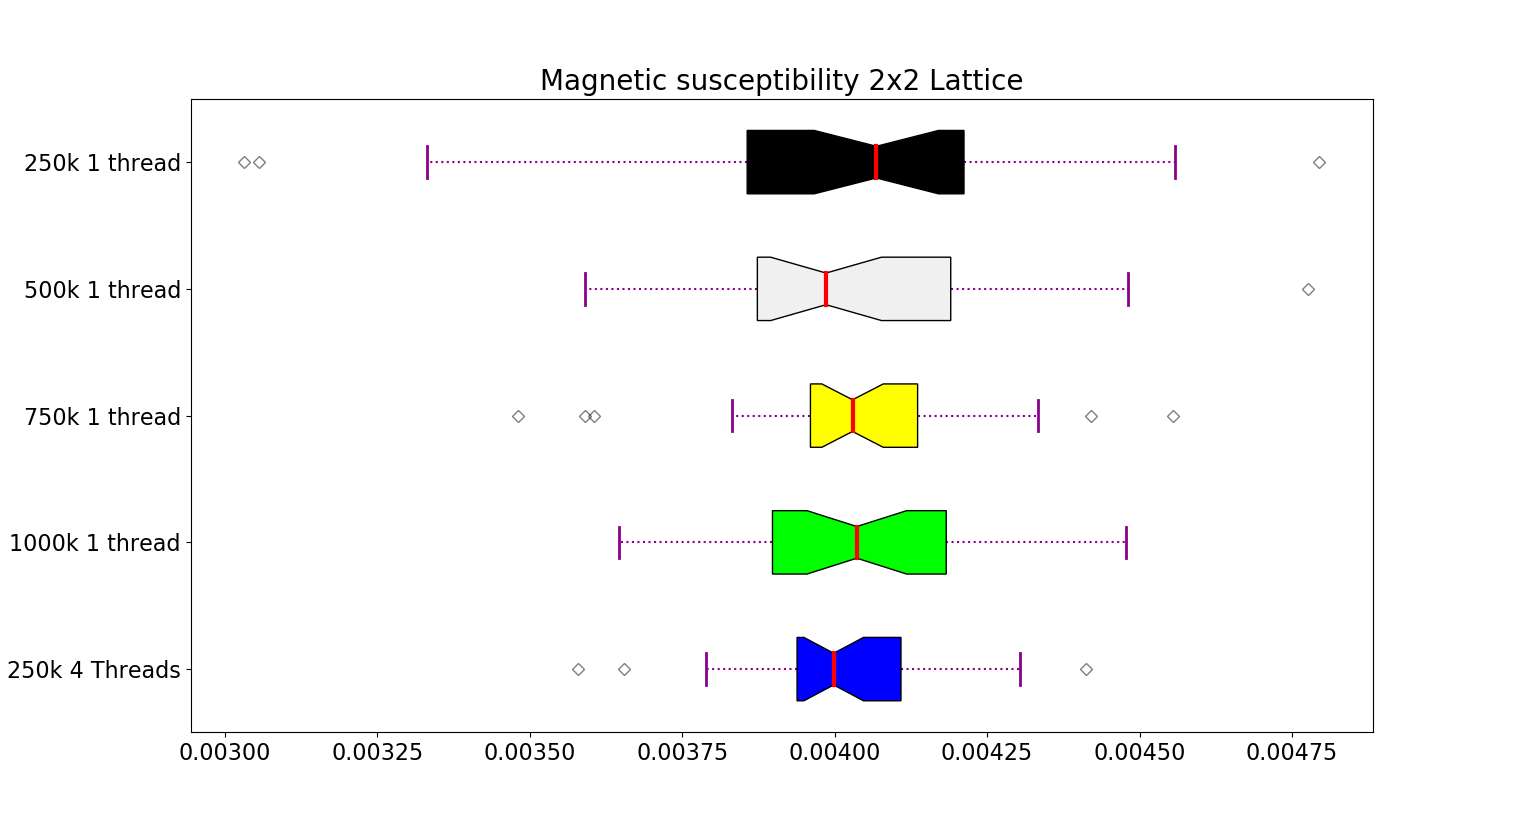 Magnetic susceptibility 2x2 Lattice
250k 1 thread
500k 1 thread
750k 1 thread
1000k 1 thread
250k 4 Threads
0.00300 0.00325 0.00350 0.00375 0.00400 0.00425 0.00450 0.00475